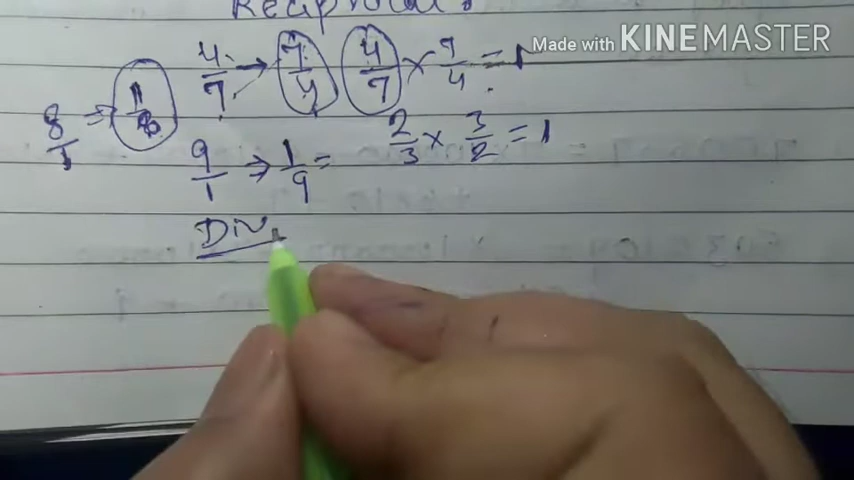 Reciprocal:
Made with KINEMASTER
4/7 → 7/4 4/7 × 7/4 = 1
8/1 ⇒ 1/8
9/1 ⇒ 1/9 = 2/3 × 3/2 = 1
DIV.